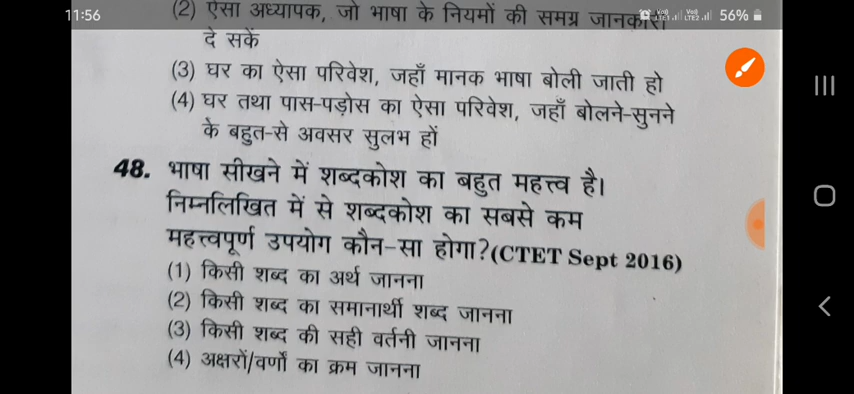 11:56
56%
(2) ऐसा अध्यापक, जो भाषा के नियमों की समग्र जानकारी
दे सकें
(3) घर का ऐसा परिवेश, जहाँ मानक भाषा बोली जाती हो
(4) घर तथा पास-पड़ोस का ऐसा परिवेश, जहाँ बोलने-सुनने
के बहुत-से अवसर सुलभ हों
48. भाषा सीखने में शब्दकोश का बहुत महत्त्व है।
निम्नलिखित में से शब्दकोश का सबसे कम
महत्त्वपूर्ण उपयोग कौन-सा होगा?(CTET Sept 2016)
(1) किसी शब्द का अर्थ जानना
(2) किसी शब्द का समानार्थी शब्द जानना
(3) किसी शब्द की सही वर्तनी जानना
(4) अक्षरों/वर्णों का क्रम जानना